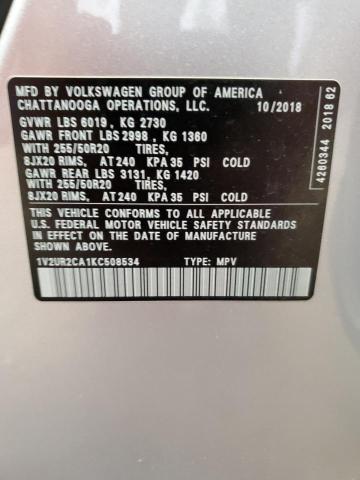 MFD BY VOLKSWAGEN GROUP OF AMERICA
CHATTANOOGA OPERATIONS, LLC. 10/2018
GVWR LBS 6019 , KG 2730
GAWR FRONT LBS 2998 , KG 1360
WITH 255/50R20 TIRES,
8JX20 RIMS, AT 240 KPA 35 PSI COLD
GAWR REAR LBS 3131, KG 1420
WITH 255/50R20 TIRES,
8JX20 RIMS, AT 240 KPA 35 PSI COLD
THIS VEHICLE CONFORMS TO ALL APPLICABLE
U.S. FEDERAL MOTOR VEHICLE SAFETY STANDARDS
IN EFFECT ON THE DATE OF MANUFACTURE
SHOWN ABOVE.
1V2UR2CA1KC508534 TYPE: MPV
4260344 2018 62